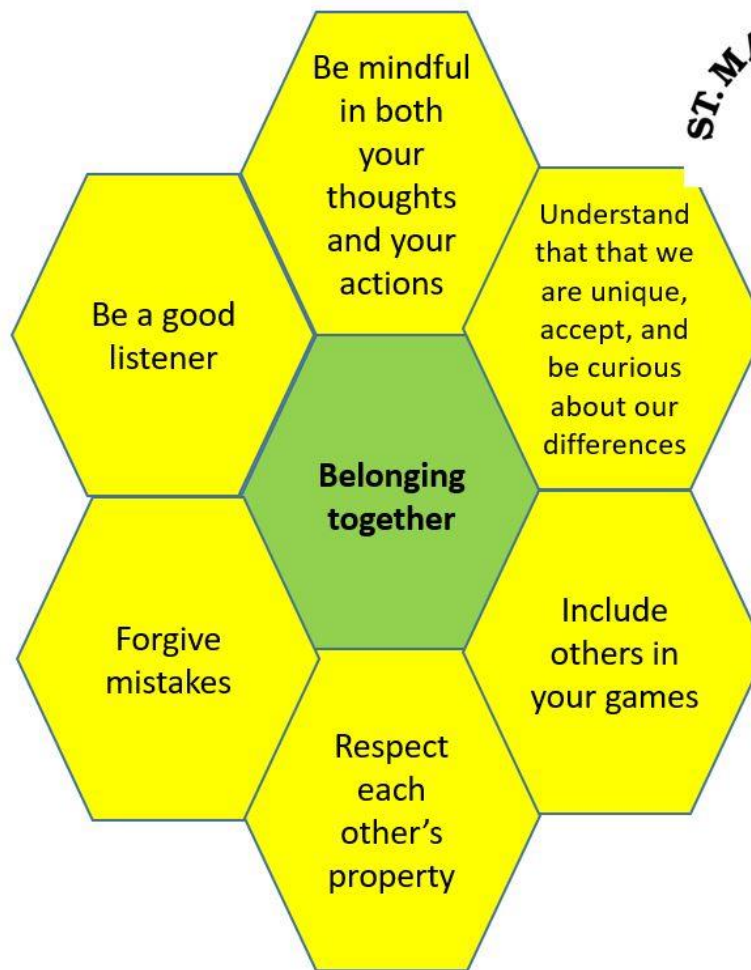 Be mindful
in both
your
thoughts
and your
actions
ST. MA
Understand
that that we
are unique,
accept, and
be curious
about our
differences
Be a good
listener
Belonging
together
Include
others in
your games
Forgive
mistakes
Respect
each
other’s
property